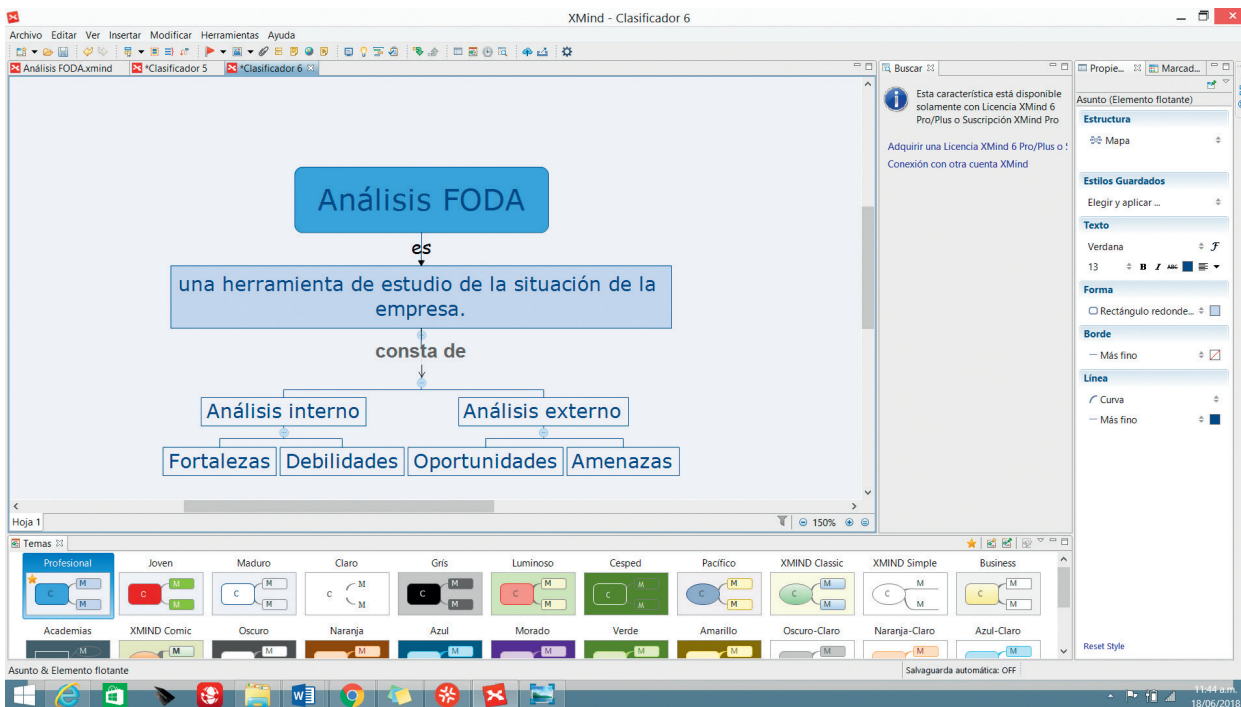 XMind - Clasificador 6
Archivo Editar Ver Insertar Modificar Herramientas Ayuda
Análisis FODA.xmind *Clasificador 5 *Clasificador 6
Análisis FODA
es
una herramienta de estudio de la situación de la
empresa.
consta de
Análisis interno Análisis externo
Fortalezas Debilidades Oportunidades Amenazas
Hoja 1
150%
Buscar
Esta característica está disponible
solamente con Licencia XMind 6
Pro/Plus o Suscripción XMind Pro
Adquirir una Licencia XMind 6 Pro/Plus o
Conexión con otra cuenta XMind
Propie... Marcad...
Asunto (Elemento flotante)
Estructura
Mapa
Estilos Guardados
Elegir y aplicar ...
Texto
Verdana F
13 B I ABC
Forma
Rectángulo redonde...
Borde
Más fino
Línea
Curva
Más fino
Reset Style
Temas
Profesional Joven Maduro Claro Gris Luminoso Cesped Pacífico XMIND Classic XMIND Simple Business
C M M C M M C M M C M M C M M C M M C M M C M M C M M C M M C M M
Academias XMIND Comic Oscuro Naranja Azul Morado Verde Amarillo Oscuro-Claro Naranja-Claro Azul-Claro
M M M M M M M M M M M
Asunto & Elemento flotante
Salvaguarda automática: OFF
11:44 a.m.
18/06/2018